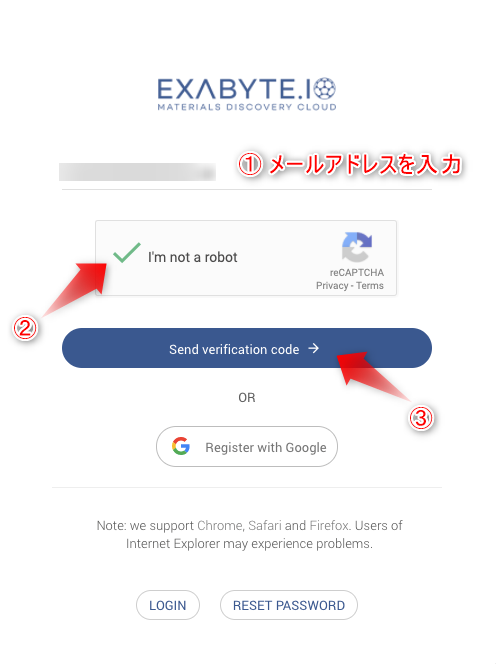 EXABYTE.IO
MATERIALS DISCOVERY CLOUD
① メールアドレスを入力
I'm not a robot
reCAPTCHA
Privacy - Terms
②
Send verification code →
③
OR
Register with Google
Note: we support Chrome, Safari and Firefox. Users of
Internet Explorer may experience problems.
LOGIN RESET PASSWORD